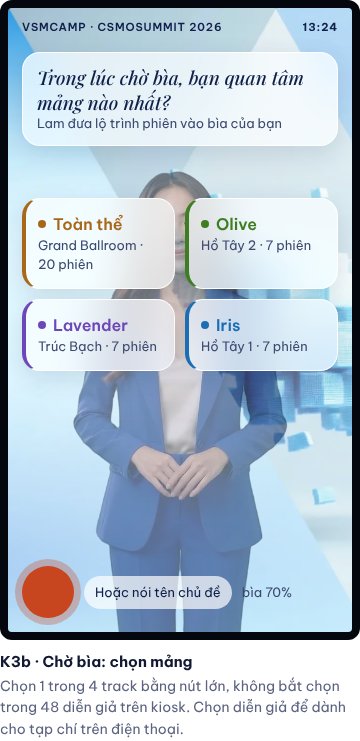 VSMCAMP · CSMOSUMMIT 2026
13:24
Trong lúc chờ bìa, bạn quan tâm
mảng nào nhất?
Lam đưa lộ trình phiên vào bìa của bạn
Toàn thể
Grand Ballroom ·
20 phiên
Olive
Hồ Tây 2 · 7 phiên
Lavender
Trúc Bạch · 7 phiên
Iris
Hồ Tây 1 · 7 phiên
Hoặc nói tên chủ đề
bìa 70%
K3b · Chờ bìa: chọn mảng
Chọn 1 trong 4 track bằng nút lớn, không bắt chọn
trong 48 diễn giả trên kiosk. Chọn diễn giả để dành
cho tạp chí trên điện thoại.